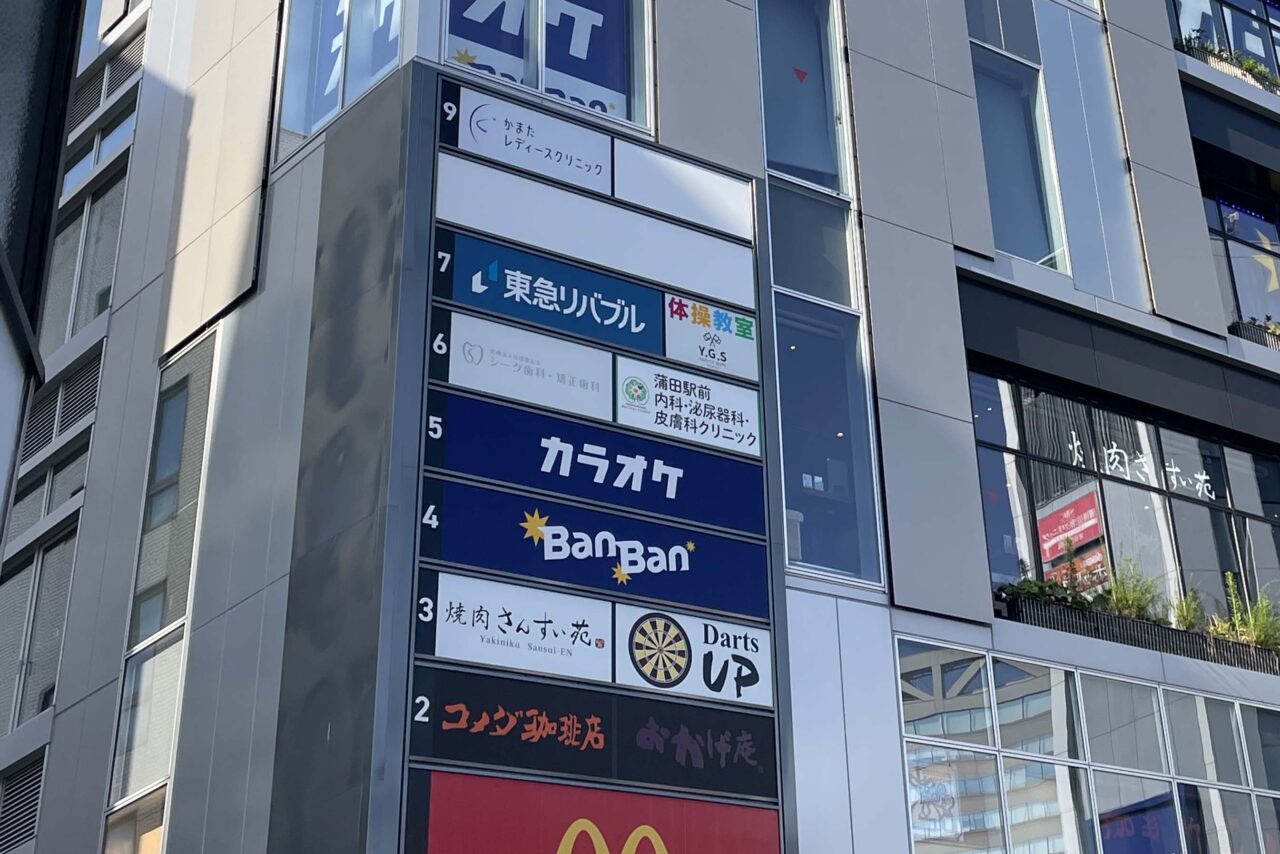 オケ
9
かまた
レディースクリニック
7
東急リバブル
体操教室
Y.G.S
6
シーク歯科・矯正歯科
蒲田駅前
内科・泌尿器科・
皮膚科クリニック
5
カラオケ
4
BanBan
3
焼肉さんすい苑
Yakiniku Sansui-EN
Darts
UP
2
コメダ珈琲店
おかげ庵
焼肉さんすい苑